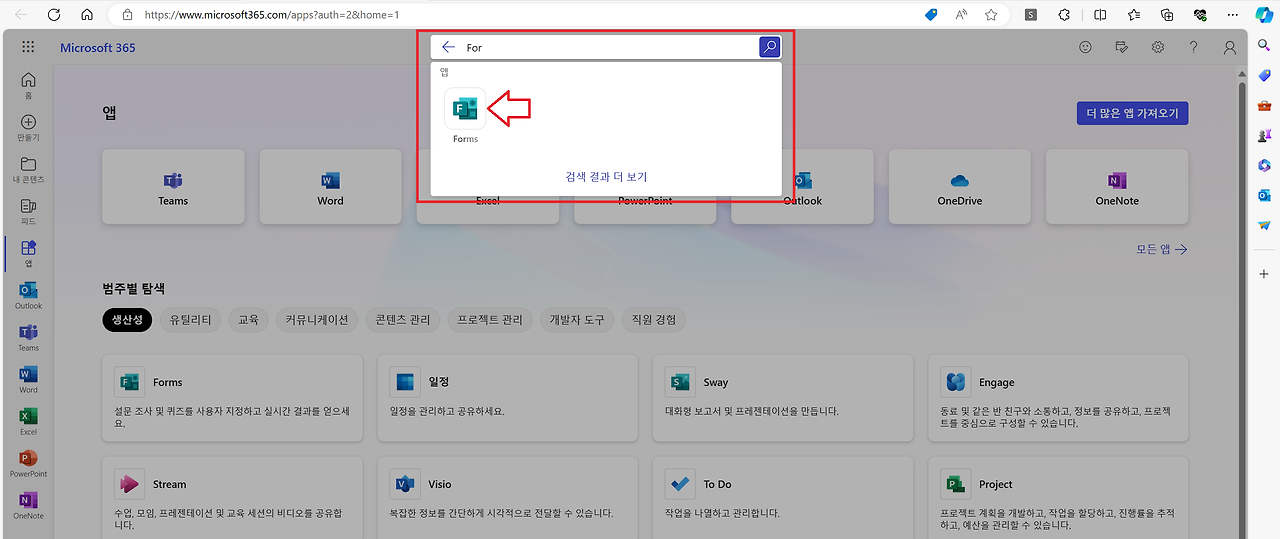 https://www.microsoft365.com/apps?auth=2&home=1
Microsoft 365
For
앱
Forms
검색 결과 더 보기
홈
만들기
내 콘텐츠
피드
앱
Outlook
Teams
Word
Excel
PowerPoint
OneNote
앱
더 많은 앱 가져오기
Teams
Word
Excel
PowerPoint
Outlook
OneDrive
OneNote
모든 앱
범주별 탐색
생산성
유틸리티
교육
커뮤니케이션
콘텐츠 관리
프로젝트 관리
개발자 도구
직원 경험
Forms
설문 조사 및 퀴즈를 사용자 지정하고 실시간 결과를 얻으세
요.
일정
일정을 관리하고 공유하세요.
Sway
대화형 보고서 및 프레젠테이션을 만듭니다.
Engage
동료 및 같은 반 친구와 소통하고, 정보를 공유하고, 프로젝
트를 중심으로 구성할 수 있습니다.
Stream
수업, 모임, 프레젠테이션 및 교육 세션의 비디오를 공유합
니다.
Visio
복잡한 정보를 간단하게 시각적으로 전달할 수 있습니다.
To Do
작업을 나열하고 관리합니다.
Project
프로젝트 계획을 개발하고, 작업을 할당하고, 진행률을 추적
하고, 예산을 관리할 수 있습니다.